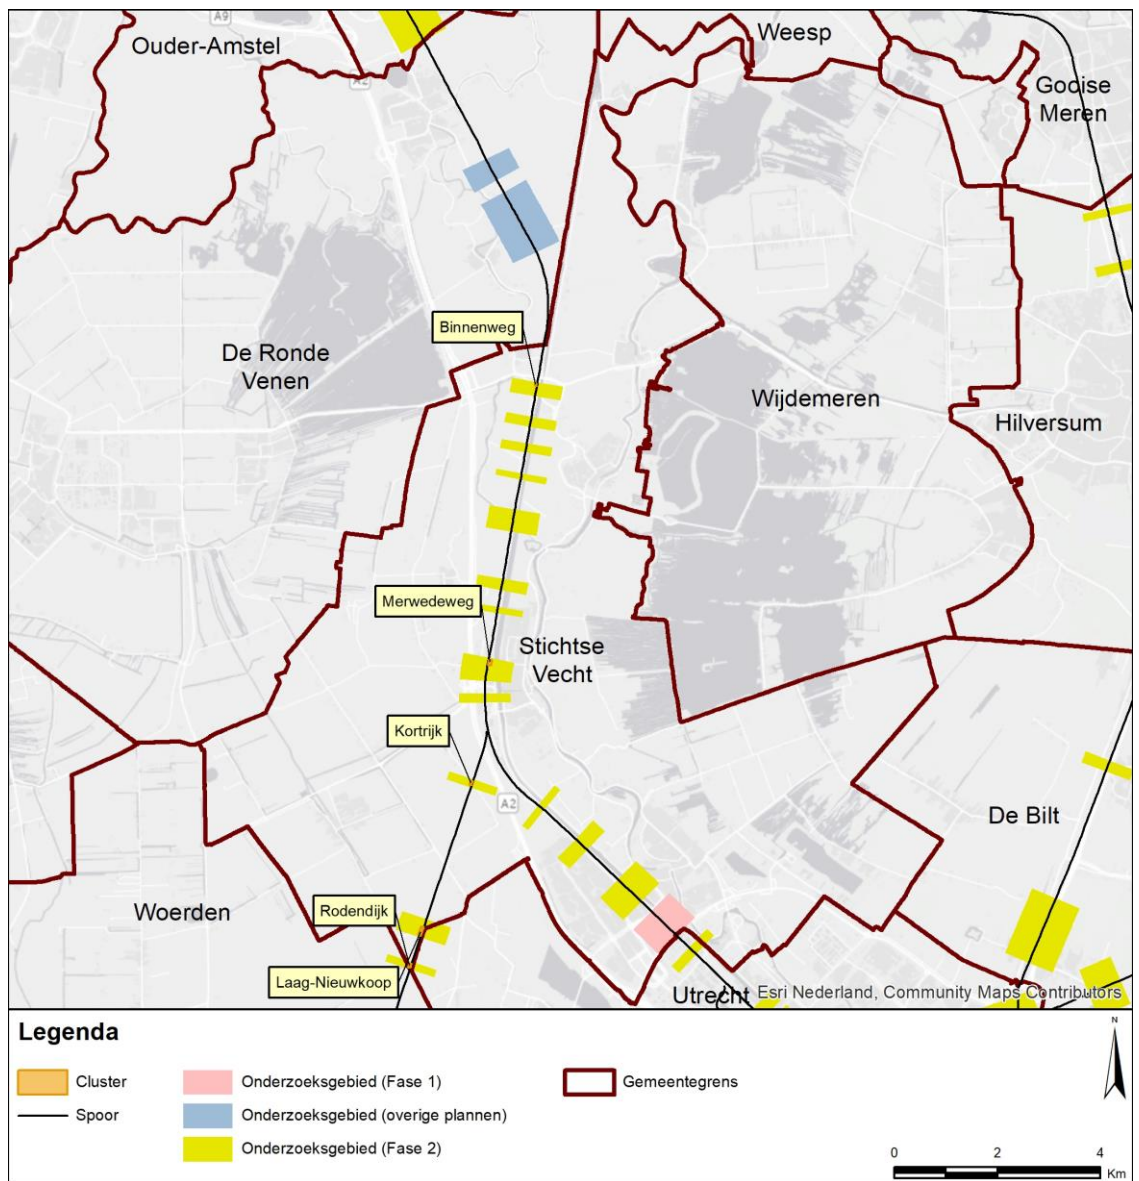 A9
Ouder-Amstel
Weesp
A2
Gooise
Meren
Binnenweg
De Ronde
Venen
Wijdemeren
Hilversum
Merwedeweg
Stichtse
Vecht
Kortrijk
A2
De Bilt
Woerden
Rodendijk
Laag-Nieuwkoop
Utrecht
Esri Nederland, Community Maps Contributors
Legenda
N
Cluster
Onderzoeksgebied (Fase 1)
Gemeentegrens
Spoor
Onderzoeksgebied (overige plannen)
Onderzoeksgebied (Fase 2)
0 2 4
Km